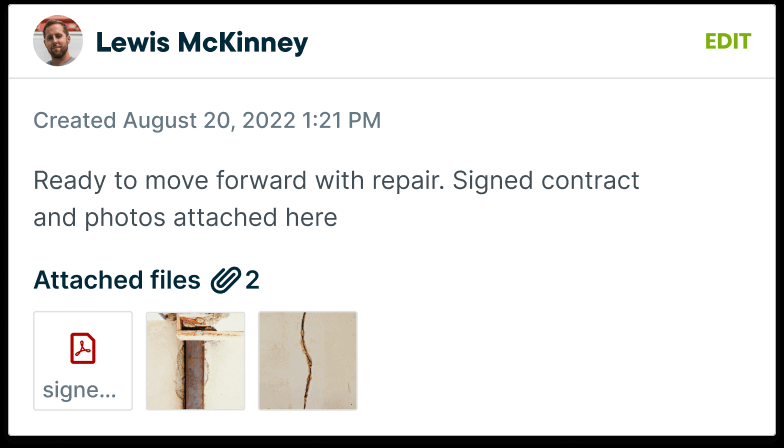 Lewis McKinney
EDIT
Created August 20, 2022 1:21 PM
Ready to move forward with repair. Signed contract
and photos attached here
Attached files 2
signe...